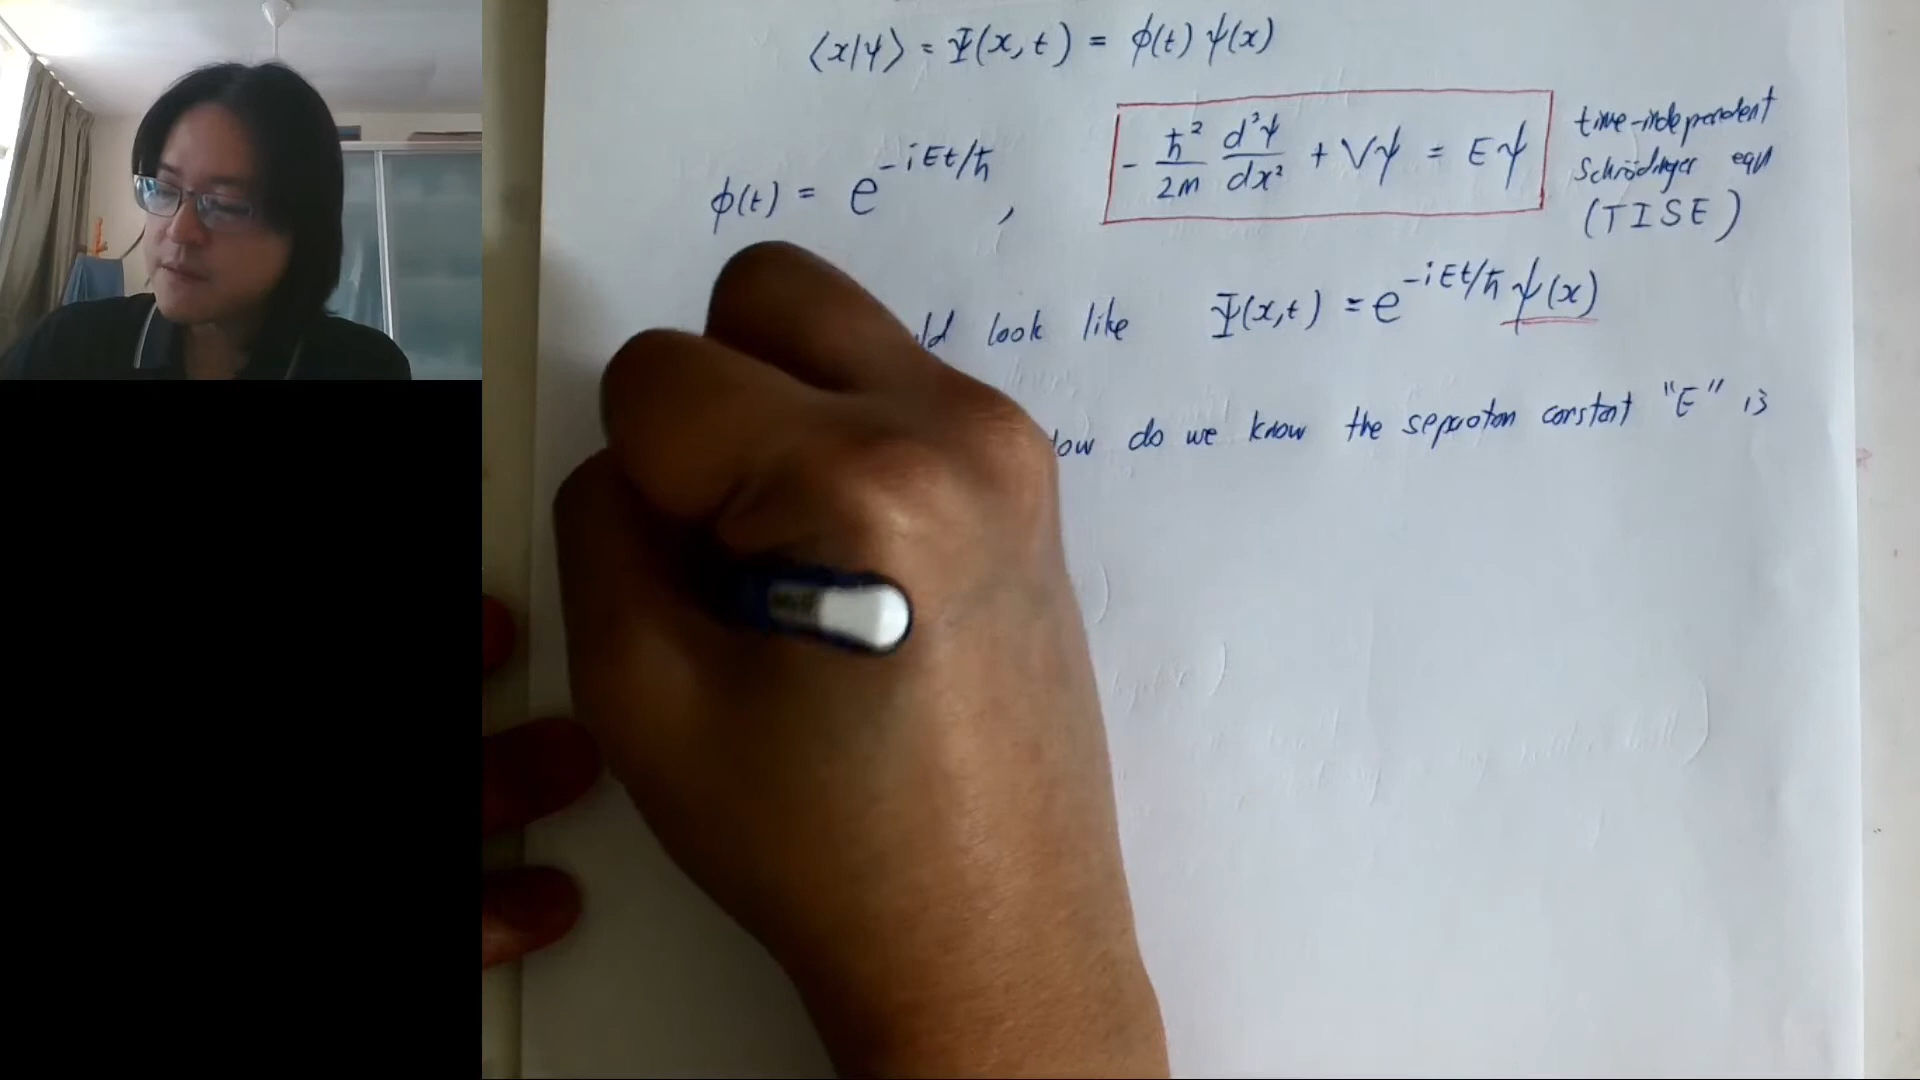 ⟨x|ψ⟩ = Ψ(x,t) = ϕ(t) ψ(x)
ϕ(t) = e^{-iEt/ħ} ,
-ħ²/2m d²ψ/dx² + Vψ = Eψ
time-independent
Schrödinger eqn
(TISE)
look like Ψ(x,t) = e^{-iEt/ħ} ψ(x)
do we know the separation constant "E" is